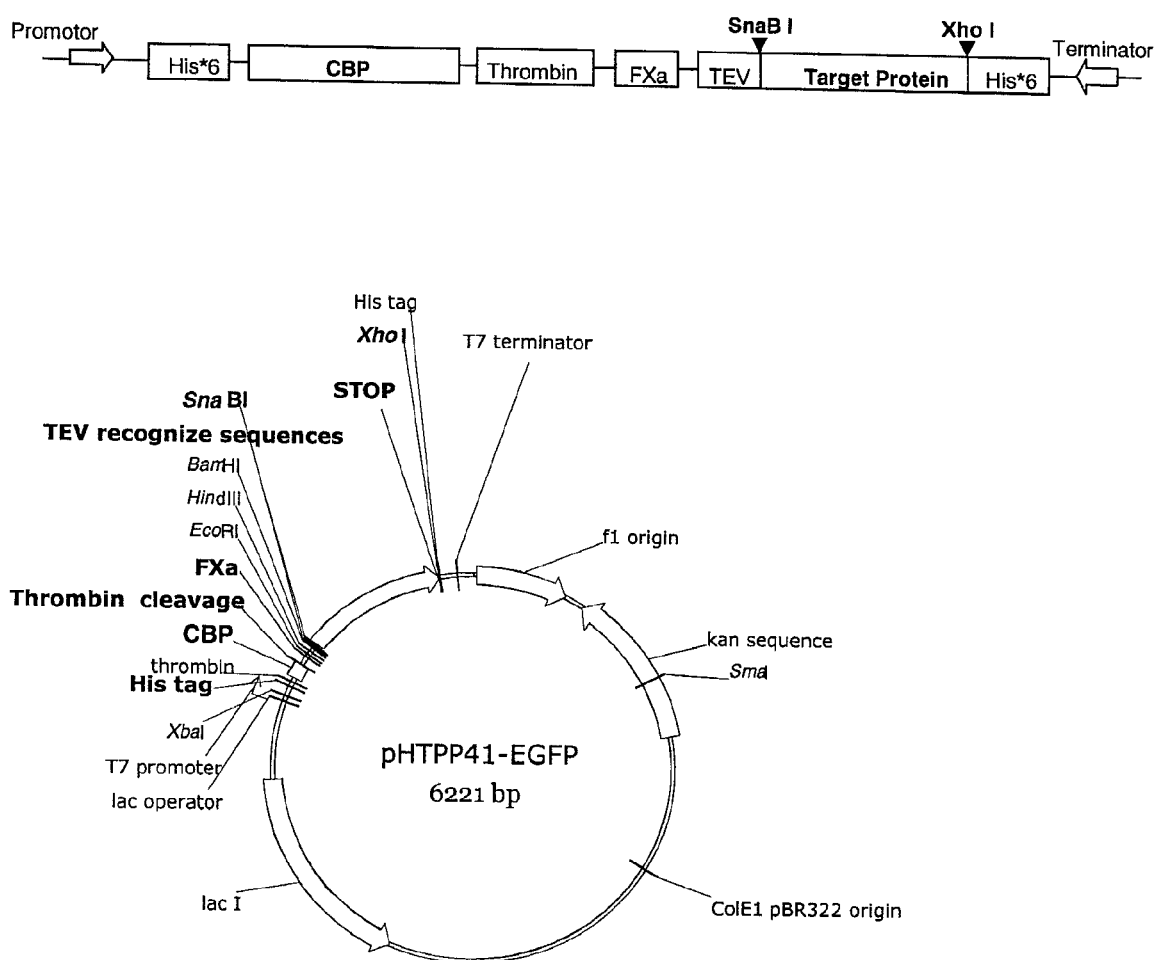 Promotor
SnaB I
Xho I
Terminator
His*6
CBP
Thrombin
FXa
TEV
Target Protein
His*6
His tag
Xho I
T7 terminator
STOP
Sna BI
TEV recognize sequences
BamHI
HindIII
EcoRI
FXa
Thrombin cleavage
CBP
thrombin
His tag
XbaI
T7 promoter
lac operator
lac I
f1 origin
kan sequence
SmaI
ColE1 pBR322 origin
pHTPP41-EGFP
6221 bp